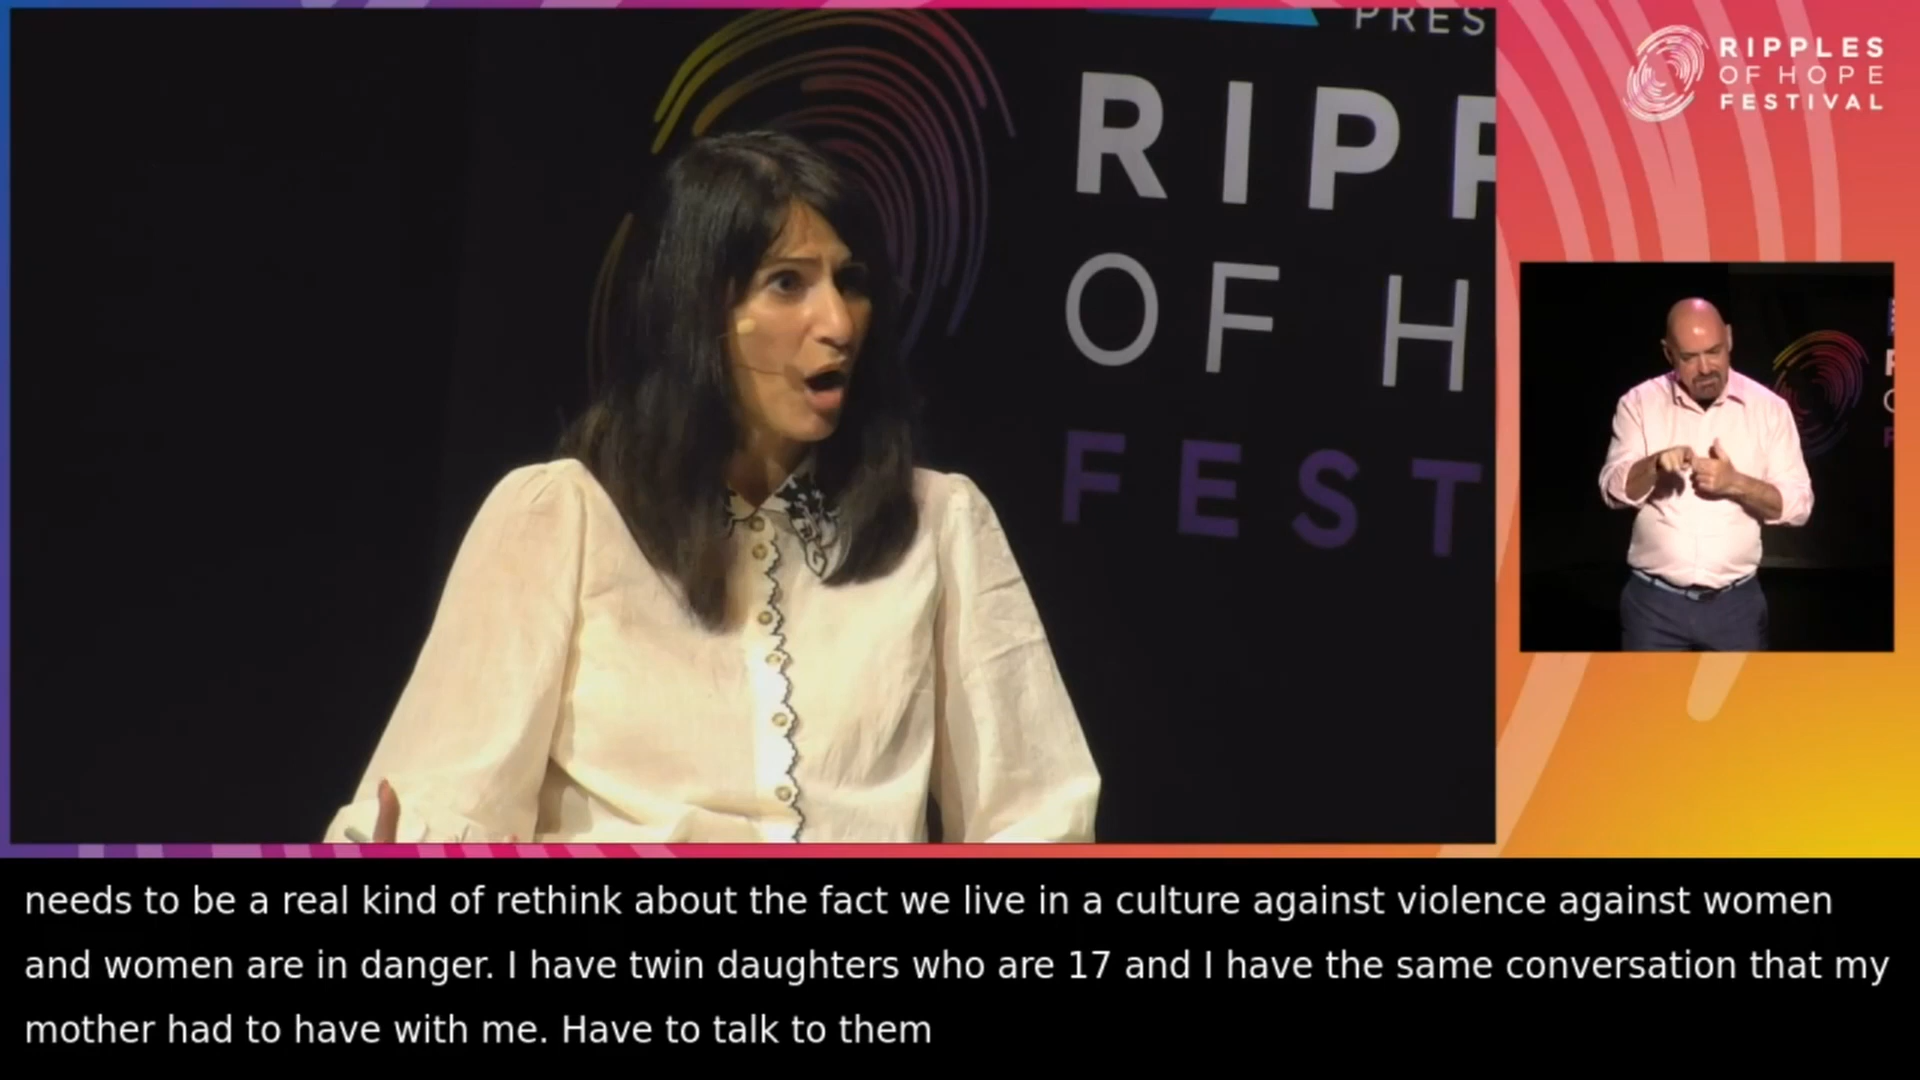 PRES
RIPP
OF H
FEST
RIPPLES
OF HOPE
FESTIVAL
needs to be a real kind of rethink about the fact we live in a culture against violence against women
and women are in danger. I have twin daughters who are 17 and I have the same conversation that my
mother had to have with me. Have to talk to them